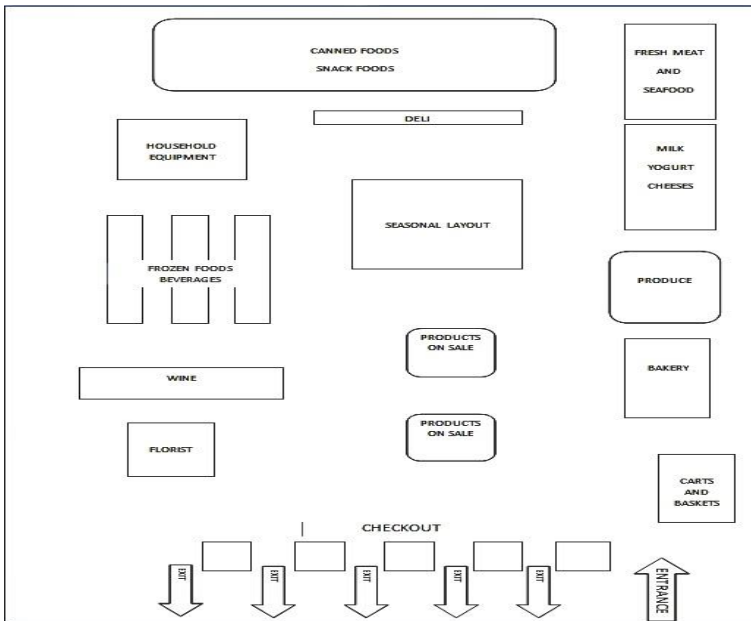 CANNED FOODS
SNACK FOODS
FRESH MEAT
AND
SEAFOOD
DELI
HOUSEHOLD
EQUIPMENT
MILK
YOGURT
CHEESES
SEASONAL LAYOUT
FROZEN FOODS
BEVERAGES
PRODUCE
PRODUCTS
ON SALE
BAKERY
WINE
PRODUCTS
ON SALE
FLORIST
CARTS
AND
BASKETS
CHECKOUT
EXIT
EXIT
EXIT
EXIT
EXIT
ENTRANCE